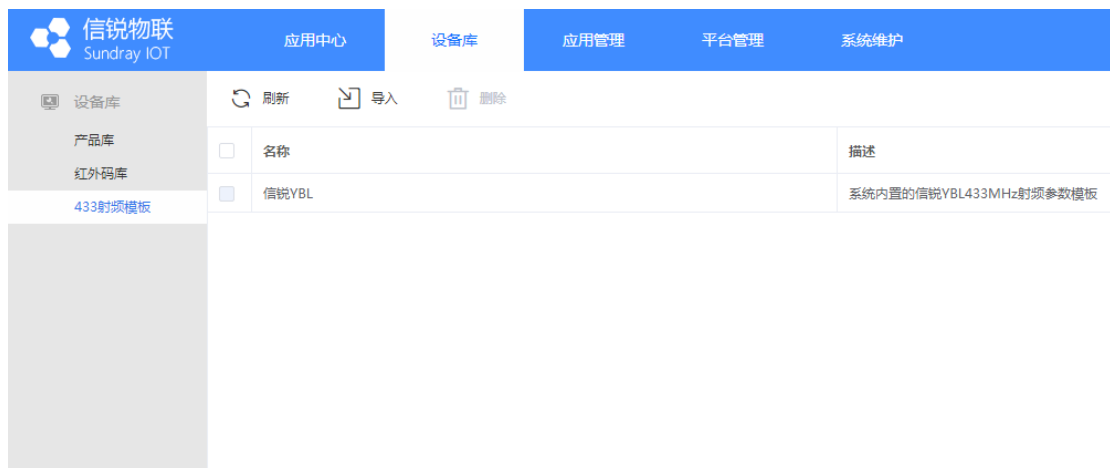 信锐物联
Sundray IOT
应用中心 设备库 应用管理 平台管理 系统维护
设备库
产品库
红外码库
433射频模板
刷新 导入 删除
名称 描述
信锐YBL 系统内置的信锐YBL433MHz射频参数模板